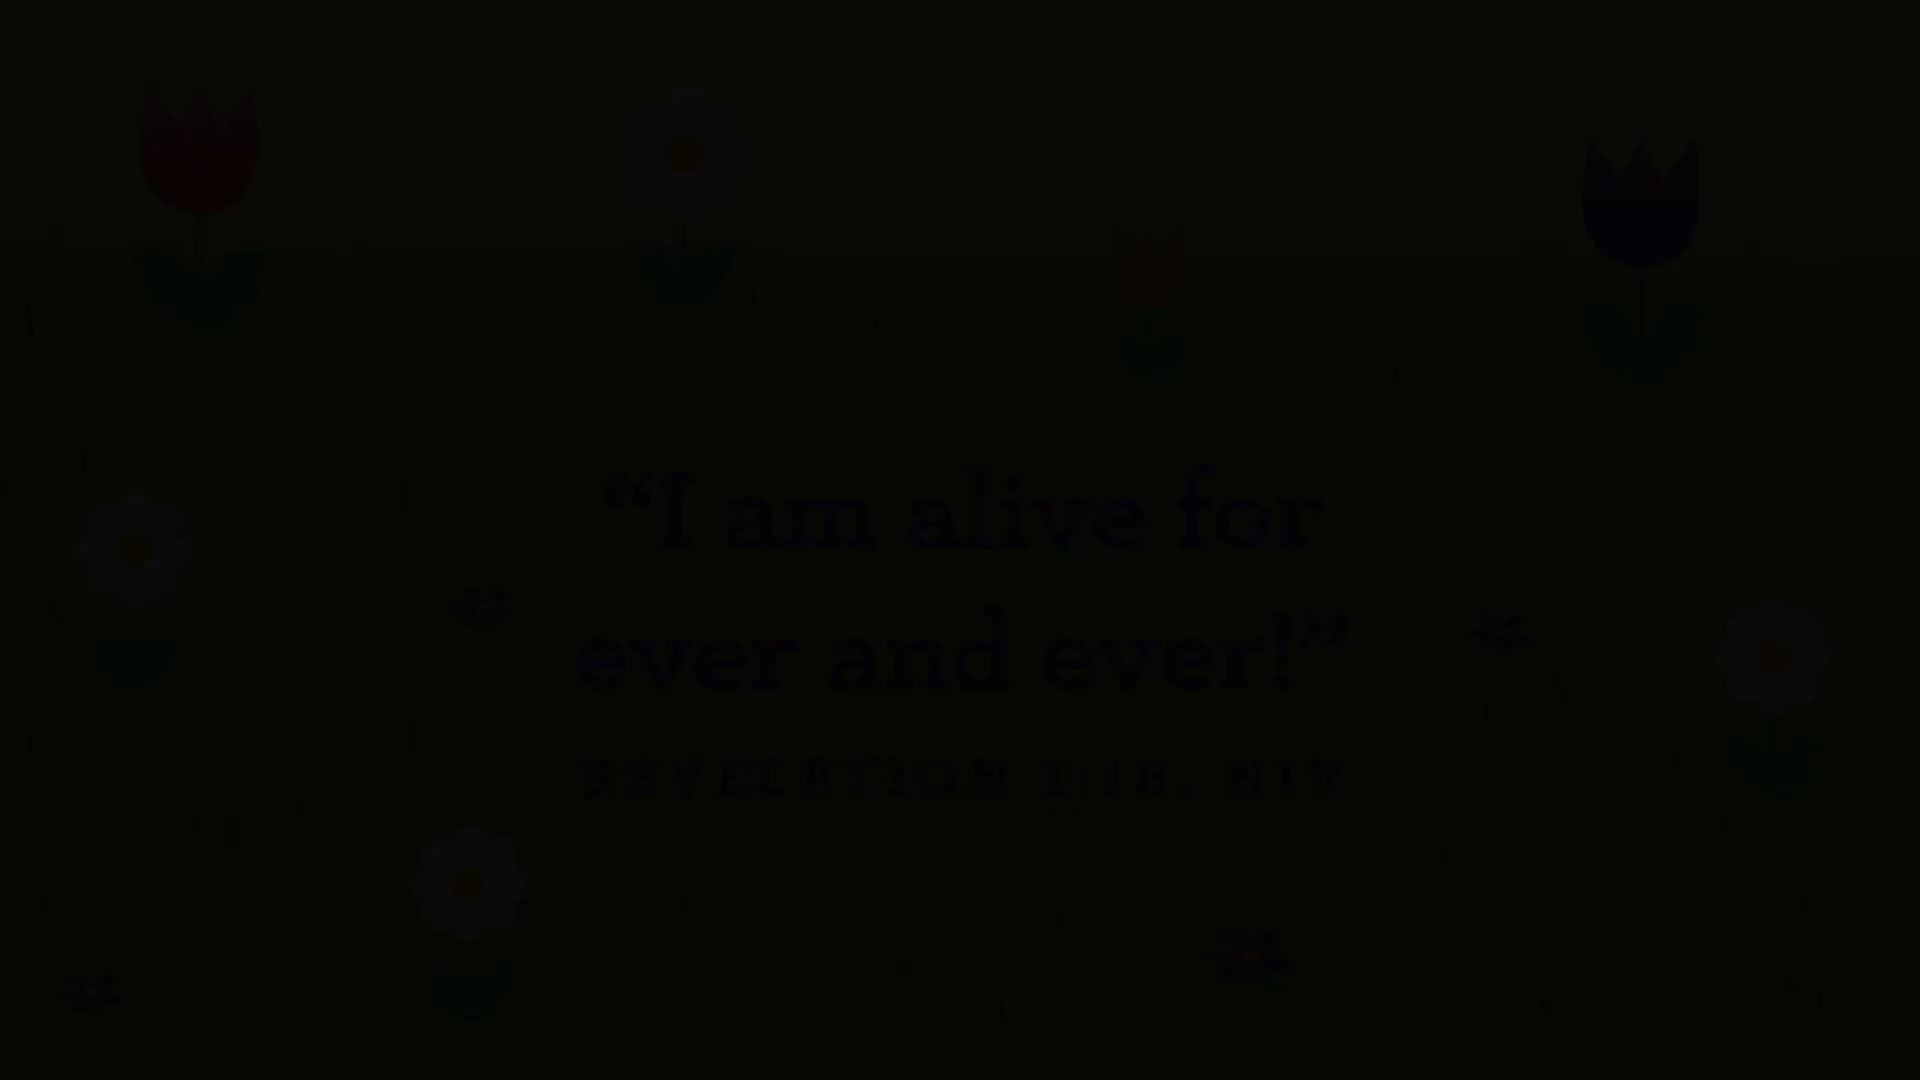 “I am alive for
ever and ever!”
REVELATION 1:18, NIV